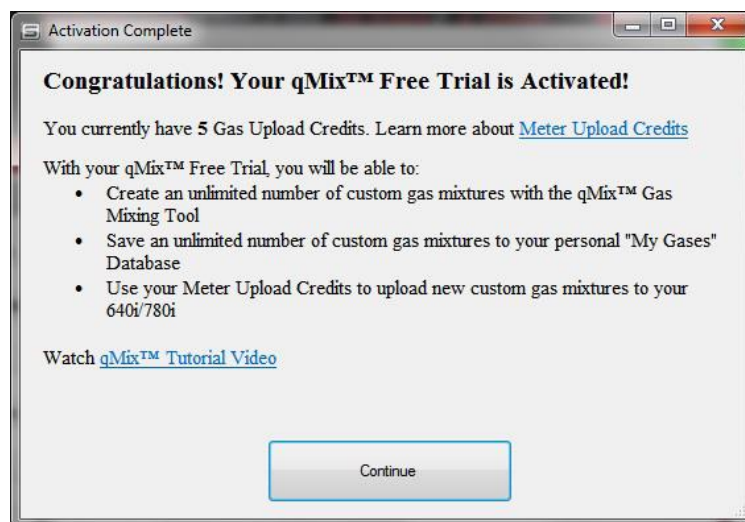 Activation Complete
Congratulations! Your qMix™ Free Trial is Activated!
You currently have 5 Gas Upload Credits. Learn more about Meter Upload Credits
With your qMix™ Free Trial, you will be able to:
• Create an unlimited number of custom gas mixtures with the qMix™ Gas
Mixing Tool
• Save an unlimited number of custom gas mixtures to your personal "My Gases"
Database
• Use your Meter Upload Credits to upload new custom gas mixtures to your
640i/780i
Watch qMix™ Tutorial Video
Continue